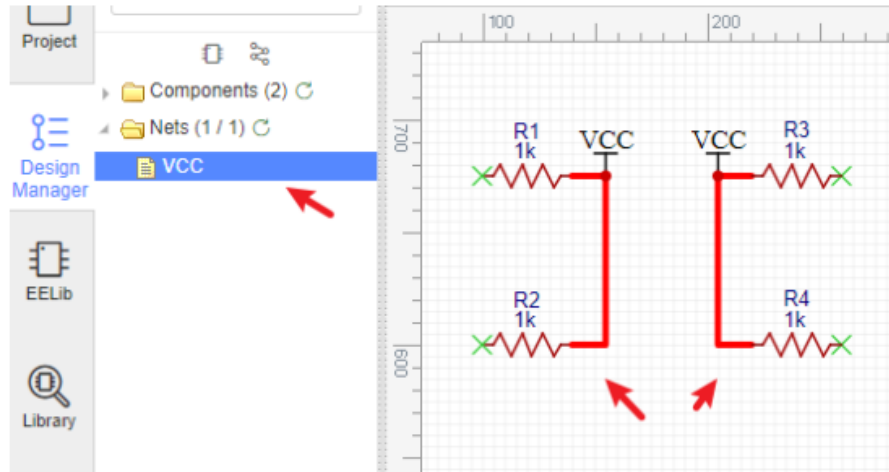 Project
Components (2)
Nets (1 / 1)
VCC
Design
Manager
EELib
Library
100
200
700
600
R1
1k
VCC
VCC
R3
1k
R2
1k
R4
1k